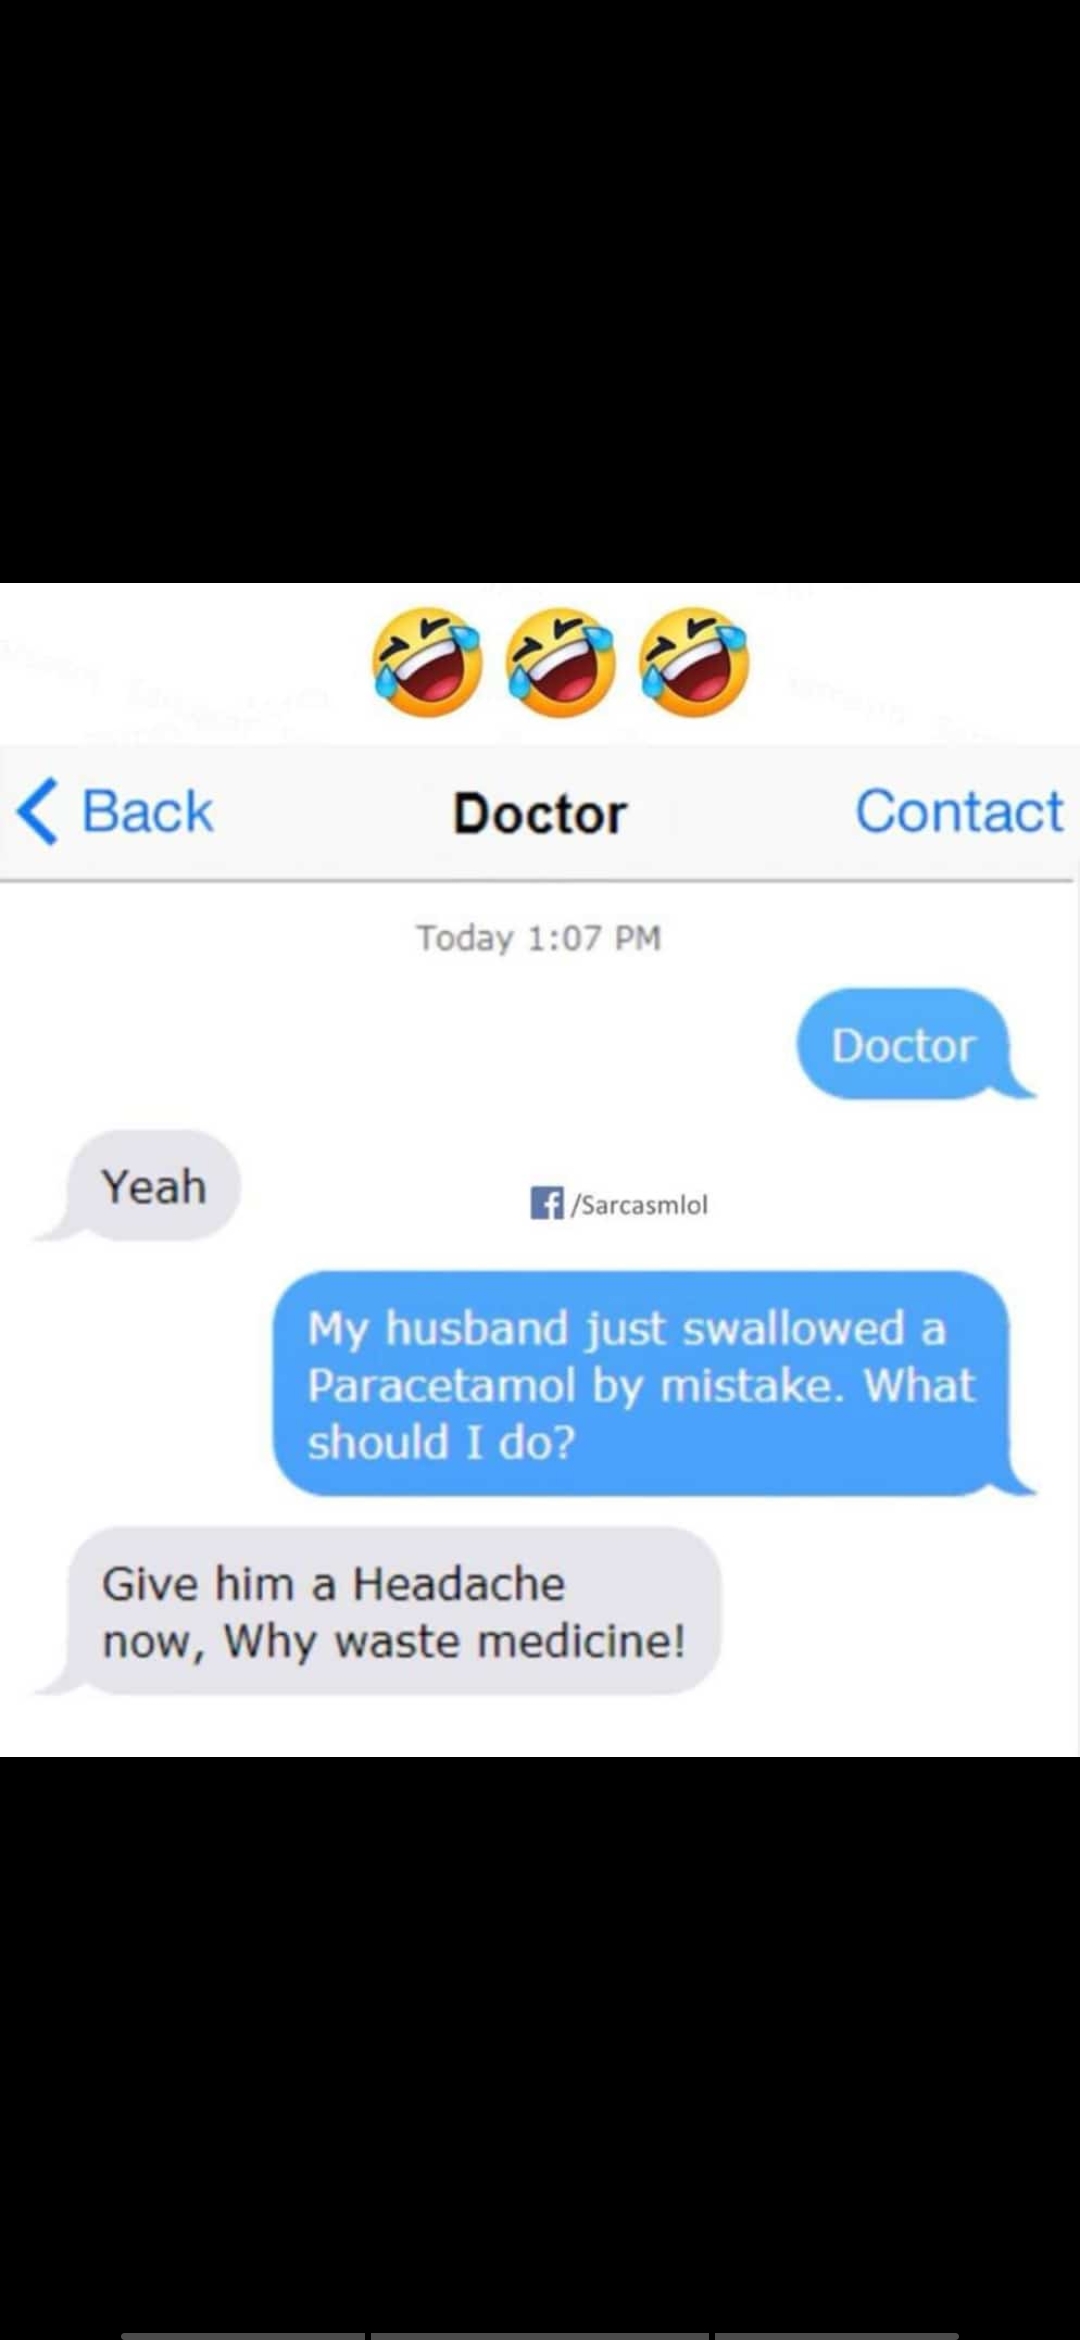 Back
Doctor
Contact
Today 1:07 PM
Doctor
Yeah
/Sarcasmlol
My husband just swallowed a
Paracetamol by mistake. What
should I do?
Give him a Headache
now, Why waste medicine!